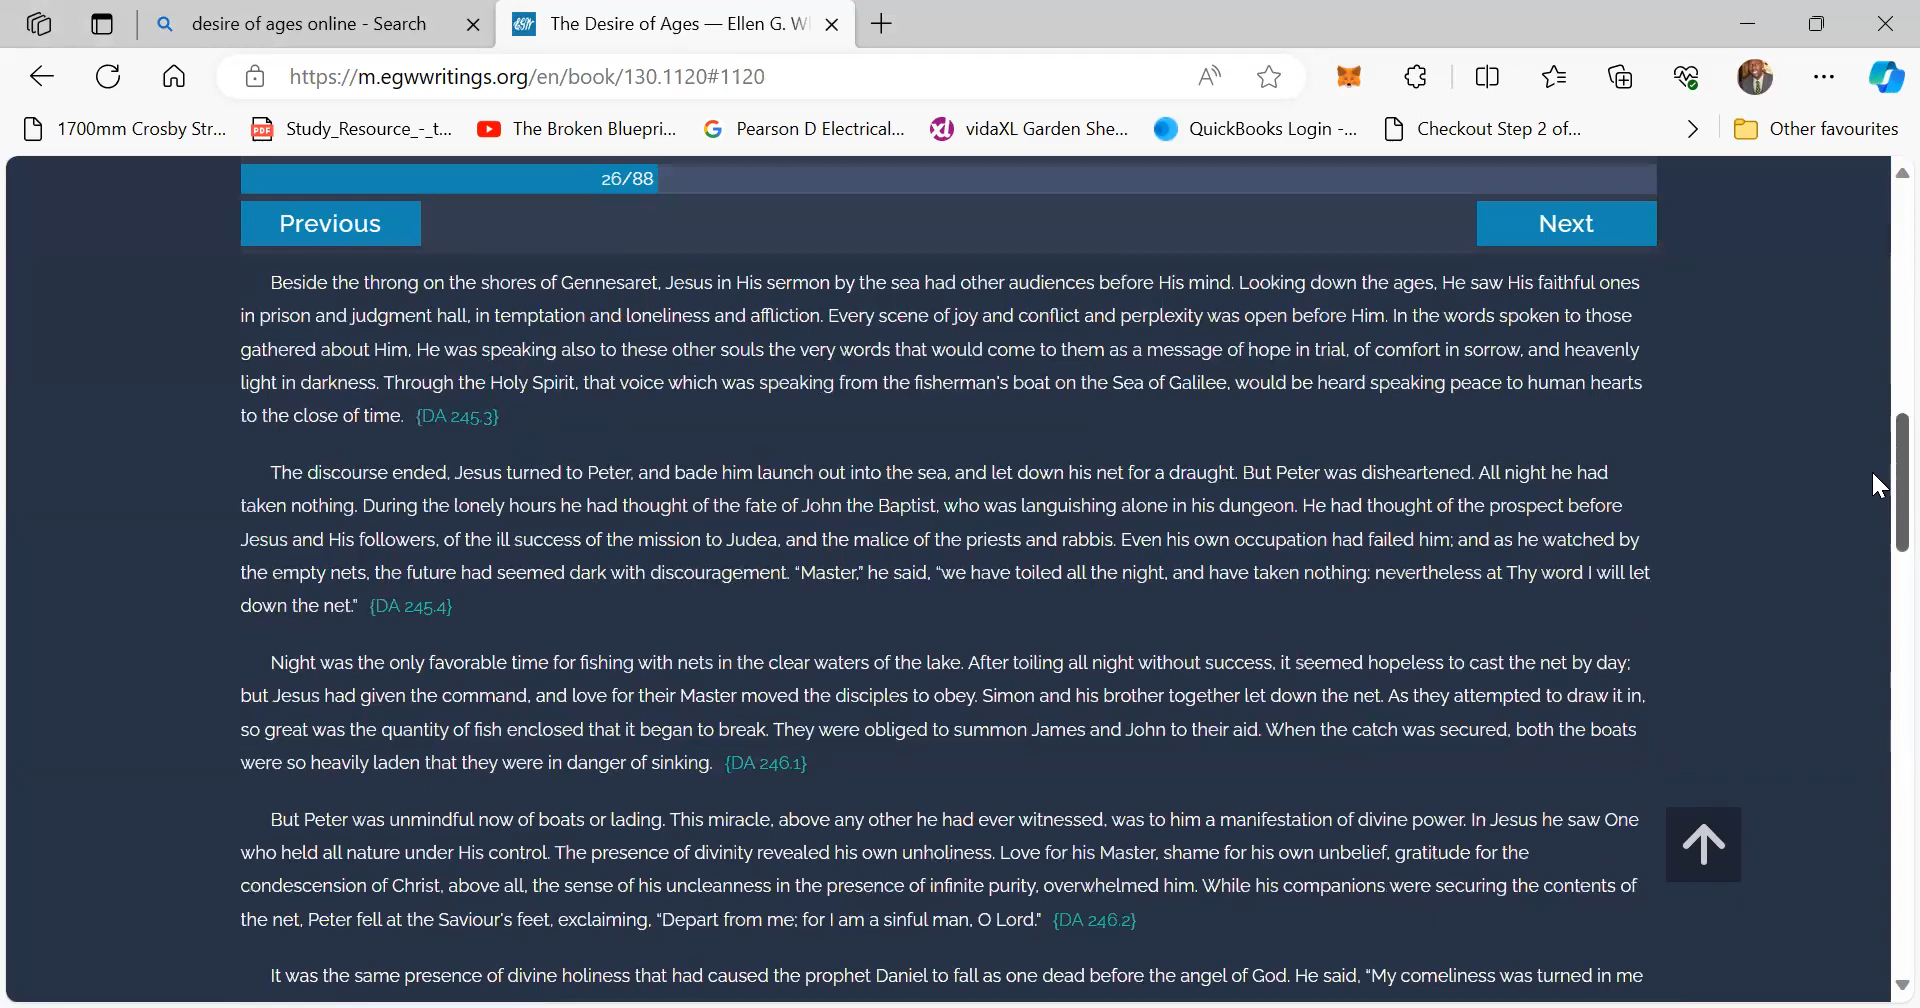 desire of ages online - Search
The Desire of Ages — Ellen G. W
https://m.egwwritings.org/en/book/130.1120#1120
1700mm Crosby Str...
Study_Resource_-_t...
The Broken Bluepri...
Pearson D Electrical...
vidaXL Garden She...
QuickBooks Login -...
Checkout Step 2 of...
Other favourites
26/88
Previous
Next
Beside the throng on the shores of Gennesaret, Jesus in His sermon by the sea had other audiences before His mind. Looking down the ages, He saw His faithful ones
in prison and judgment hall, in temptation and loneliness and affliction. Every scene of joy and conflict and perplexity was open before Him. In the words spoken to those
gathered about Him, He was speaking also to these other souls the very words that would come to them as a message of hope in trial, of comfort in sorrow, and heavenly
light in darkness. Through the Holy Spirit, that voice which was speaking from the fisherman's boat on the Sea of Galilee, would be heard speaking peace to human hearts
to the close of time. {DA 245.3}
The discourse ended, Jesus turned to Peter, and bade him launch out into the sea, and let down his net for a draught. But Peter was disheartened. All night he had
taken nothing. During the lonely hours he had thought of the fate of John the Baptist, who was languishing alone in his dungeon. He had thought of the prospect before
Jesus and His followers, of the ill success of the mission to Judea, and the malice of the priests and rabbis. Even his own occupation had failed him; and as he watched by
the empty nets, the future had seemed dark with discouragement. “Master,” he said, “we have toiled all the night, and have taken nothing: nevertheless at Thy word I will let
down the net.” {DA 245.4}
Night was the only favorable time for fishing with nets in the clear waters of the lake. After toiling all night without success, it seemed hopeless to cast the net by day;
but Jesus had given the command, and love for their Master moved the disciples to obey. Simon and his brother together let down the net. As they attempted to draw it in,
so great was the quantity of fish enclosed that it began to break. They were obliged to summon James and John to their aid. When the catch was secured, both the boats
were so heavily laden that they were in danger of sinking. {DA 246.1}
But Peter was unmindful now of boats or lading. This miracle, above any other he had ever witnessed, was to him a manifestation of divine power. In Jesus he saw One
who held all nature under His control. The presence of divinity revealed his own unholiness. Love for his Master, shame for his own unbelief, gratitude for the
condescension of Christ, above all, the sense of his uncleanness in the presence of infinite purity, overwhelmed him. While his companions were securing the contents of
the net, Peter fell at the Saviour's feet, exclaiming, “Depart from me; for I am a sinful man, O Lord.” {DA 246.2}
It was the same presence of divine holiness that had caused the prophet Daniel to fall as one dead before the angel of God. He said, “My comeliness was turned in me